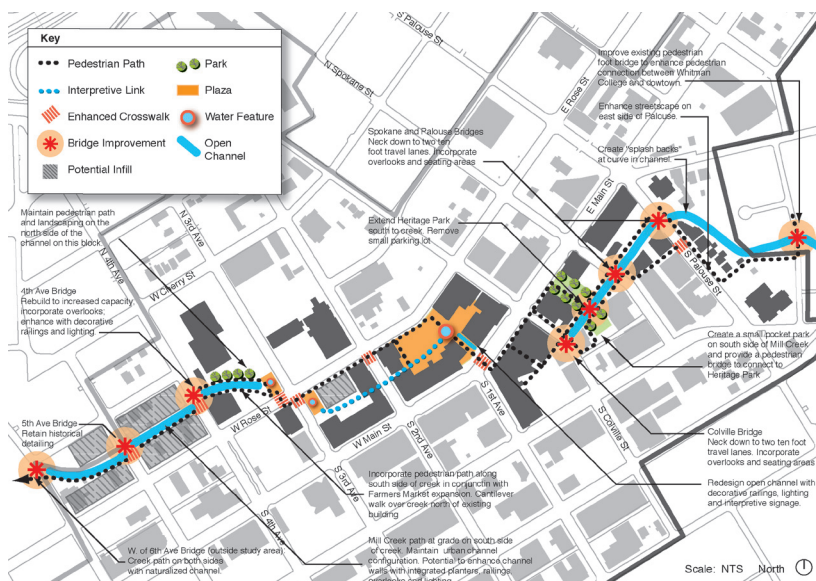 Key
Pedestrian Path
Park
Interpretive Link
Plaza
Enhanced Crosswalk
Water Feature
Bridge Improvement
Open
Channel
Potential Infill
S Palouse St
N Spokane St
E Rose St
E Main St
S Palouse St
N 3rd Ave
N 4th Ave
W Cherry St
W Rose St
W Main St
S 1st Ave
S 2nd Ave
S 3rd Ave
S 4th Ave
S Colville St
Improve existing pedestrian
foot bridge to enhance pedestrian
connection between Whitman
College and dowtown.
Enhance streetscape on
east side of Palouse.
Create "splash backs"
at curve in channel.
Spokane and Palouse Bridges
Neck down to two ten
foot travel lanes. Incorporate
overlooks and seating areas
Extend Heritage Park
south to creek. Remove
small parking lot
Maintain pedestrian path
and landscaping on the
north side of the
channel on this block.
4th Ave Bridge
Rebuild to increased capacity,
incorporate overlooks;
enhance with decorative
railings and lighting.
5th Ave Bridge
Retain historical
detailing
W. of 6th Ave Bridge (outside study area)
Creek path on both sides
with naturalized channel.
Incorporate pedestrian path along
south side of creek in conjunctin with
Farmers Market expansion. Cantilever
walk over creek north of existing
building
Mill Creek path at grade on south side
of creek. Maintain urban channel
configuration. Potential to enhance channel
walls with integrated planters, railings,
overlooks and lighting
Create a small pocket park
on south side of Mill Creek
and provide a pedestrian
bridge to connect to
Heritage Park
Colville Bridge
Neck down to two ten foot
travel lanes. Incorporate
overlooks and seating areas
Redesign open channel with
decorative railings, lighting
and interpretive signage.
Scale: NTS North